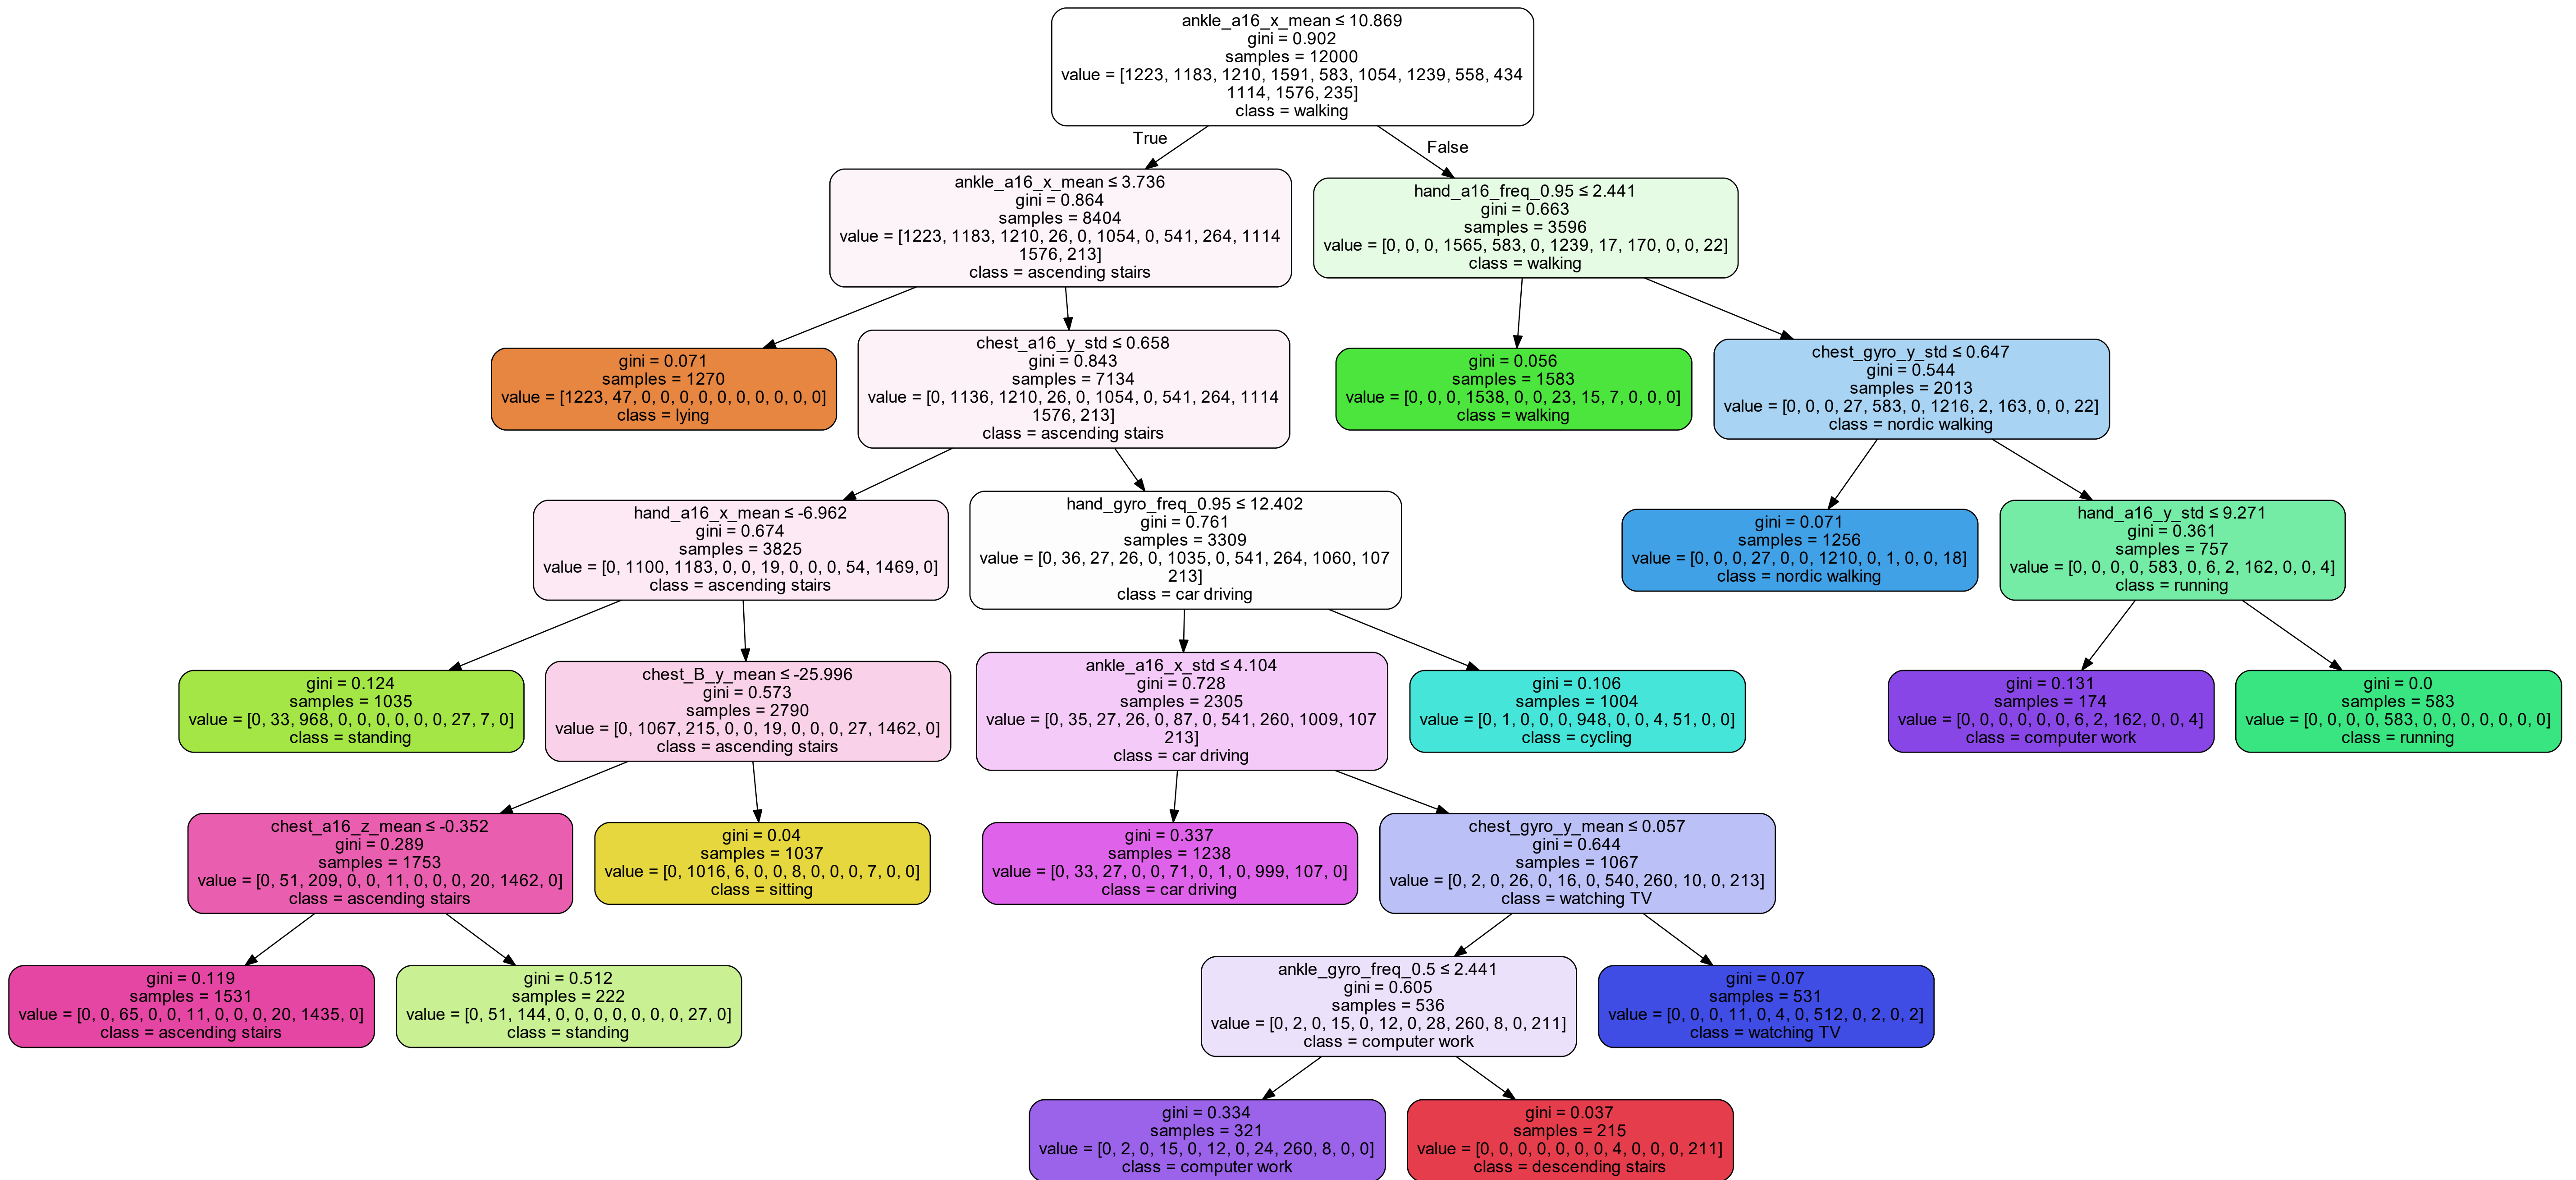 ankle_a16_x_mean ≤ 10.869
gini = 0.902
samples = 12000
value = [1223, 1183, 1210, 1591, 583, 1054, 1239, 558, 434
1114, 1576, 235]
class = walking
True
False
ankle_a16_x_mean ≤ 3.736
gini = 0.864
samples = 8404
value = [1223, 1183, 1210, 26, 0, 1054, 0, 541, 264, 1114
1576, 213]
class = ascending stairs
hand_a16_freq_0.95 ≤ 2.441
gini = 0.663
samples = 3596
value = [0, 0, 0, 1565, 583, 0, 1239, 17, 170, 0, 0, 22]
class = walking
gini = 0.071
samples = 1270
value = [1223, 47, 0, 0, 0, 0, 0, 0, 0, 0, 0, 0]
class = lying
chest_a16_y_std ≤ 0.658
gini = 0.843
samples = 7134
value = [0, 1136, 1210, 26, 0, 1054, 0, 541, 264, 1114
1576, 213]
class = ascending stairs
gini = 0.056
samples = 1583
value = [0, 0, 0, 1538, 0, 0, 23, 15, 7, 0, 0, 0]
class = walking
chest_gyro_y_std ≤ 0.647
gini = 0.544
samples = 2013
value = [0, 0, 0, 27, 583, 0, 1216, 2, 163, 0, 0, 22]
class = nordic walking
hand_a16_x_mean ≤ -6.962
gini = 0.674
samples = 3825
value = [0, 1100, 1183, 0, 0, 19, 0, 0, 0, 54, 1469, 0]
class = ascending stairs
hand_gyro_freq_0.95 ≤ 12.402
gini = 0.761
samples = 3309
value = [0, 36, 27, 26, 0, 1035, 0, 541, 264, 1060, 107
213]
class = car driving
gini = 0.071
samples = 1256
value = [0, 0, 0, 27, 0, 0, 1210, 0, 1, 0, 0, 18]
class = nordic walking
hand_a16_y_std ≤ 9.271
gini = 0.361
samples = 757
value = [0, 0, 0, 0, 583, 0, 6, 2, 162, 0, 0, 4]
class = running
gini = 0.124
samples = 1035
value = [0, 33, 968, 0, 0, 0, 0, 0, 0, 27, 7, 0]
class = standing
chest_B_y_mean ≤ -25.996
gini = 0.573
samples = 2790
value = [0, 1067, 215, 0, 0, 19, 0, 0, 0, 27, 1462, 0]
class = ascending stairs
ankle_a16_x_std ≤ 4.104
gini = 0.728
samples = 2305
value = [0, 35, 27, 26, 0, 87, 0, 541, 260, 1009, 107
213]
class = car driving
gini = 0.106
samples = 1004
value = [0, 1, 0, 0, 0, 948, 0, 0, 4, 51, 0, 0]
class = cycling
gini = 0.131
samples = 174
value = [0, 0, 0, 0, 0, 0, 6, 2, 162, 0, 0, 4]
class = computer work
gini = 0.0
samples = 583
value = [0, 0, 0, 0, 583, 0, 0, 0, 0, 0, 0, 0]
class = running
chest_a16_z_mean ≤ -0.352
gini = 0.289
samples = 1753
value = [0, 51, 209, 0, 0, 11, 0, 0, 0, 20, 1462, 0]
class = ascending stairs
gini = 0.04
samples = 1037
value = [0, 1016, 6, 0, 0, 8, 0, 0, 0, 7, 0, 0]
class = sitting
gini = 0.337
samples = 1238
value = [0, 33, 27, 0, 0, 71, 0, 1, 0, 999, 107, 0]
class = car driving
chest_gyro_y_mean ≤ 0.057
gini = 0.644
samples = 1067
value = [0, 2, 0, 26, 0, 16, 0, 540, 260, 10, 0, 213]
class = watching TV
gini = 0.119
samples = 1531
value = [0, 0, 65, 0, 0, 11, 0, 0, 0, 20, 1435, 0]
class = ascending stairs
gini = 0.512
samples = 222
value = [0, 51, 144, 0, 0, 0, 0, 0, 0, 0, 27, 0]
class = standing
ankle_gyro_freq_0.5 ≤ 2.441
gini = 0.605
samples = 536
value = [0, 2, 0, 15, 0, 12, 0, 28, 260, 8, 0, 211]
class = computer work
gini = 0.07
samples = 531
value = [0, 0, 0, 11, 0, 4, 0, 512, 0, 2, 0, 2]
class = watching TV
gini = 0.334
samples = 321
value = [0, 2, 0, 15, 0, 12, 0, 24, 260, 8, 0, 0]
class = computer work
gini = 0.037
samples = 215
value = [0, 0, 0, 0, 0, 0, 0, 4, 0, 0, 0, 211]
class = descending stairs